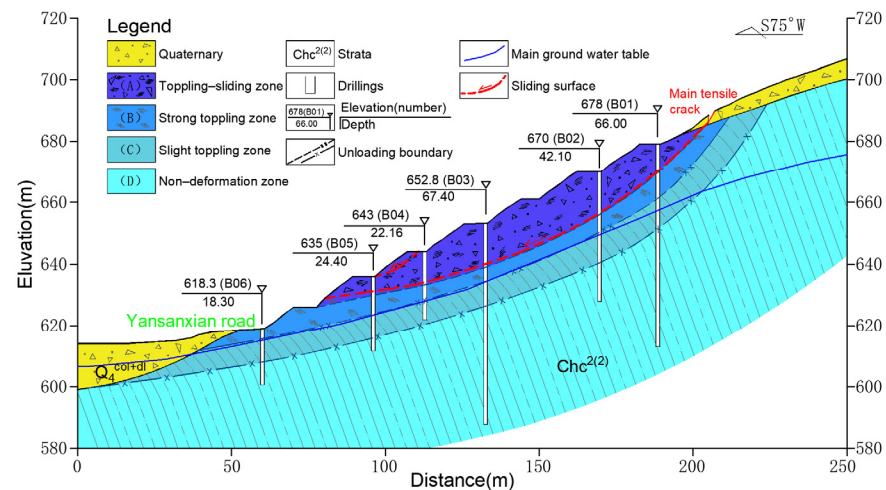 Legend
Quaternary
(A) Toppling–sliding zone
(B) Strong toppling zone
(C) Slight toppling zone
(D) Non–deformation zone
Chc2(2) Strata
Drillings
678(B01) Elevation(number)
66.00 Depth
Unloading boundary
Main ground water table
Sliding surface
S75°W
Main tensile
crack
678 (B01)
66.00
670 (B02)
42.10
652.8 (B03)
67.40
643 (B04)
22.16
635 (B05)
24.40
618.3 (B06)
18.30
Yansanxian road
Q4 col+dl
Chc2(2)
Eluvation(m)
720
700
680
660
640
620
600
580
720
700
680
660
640
620
600
580
0 50 100 150 200 250
Distance(m)